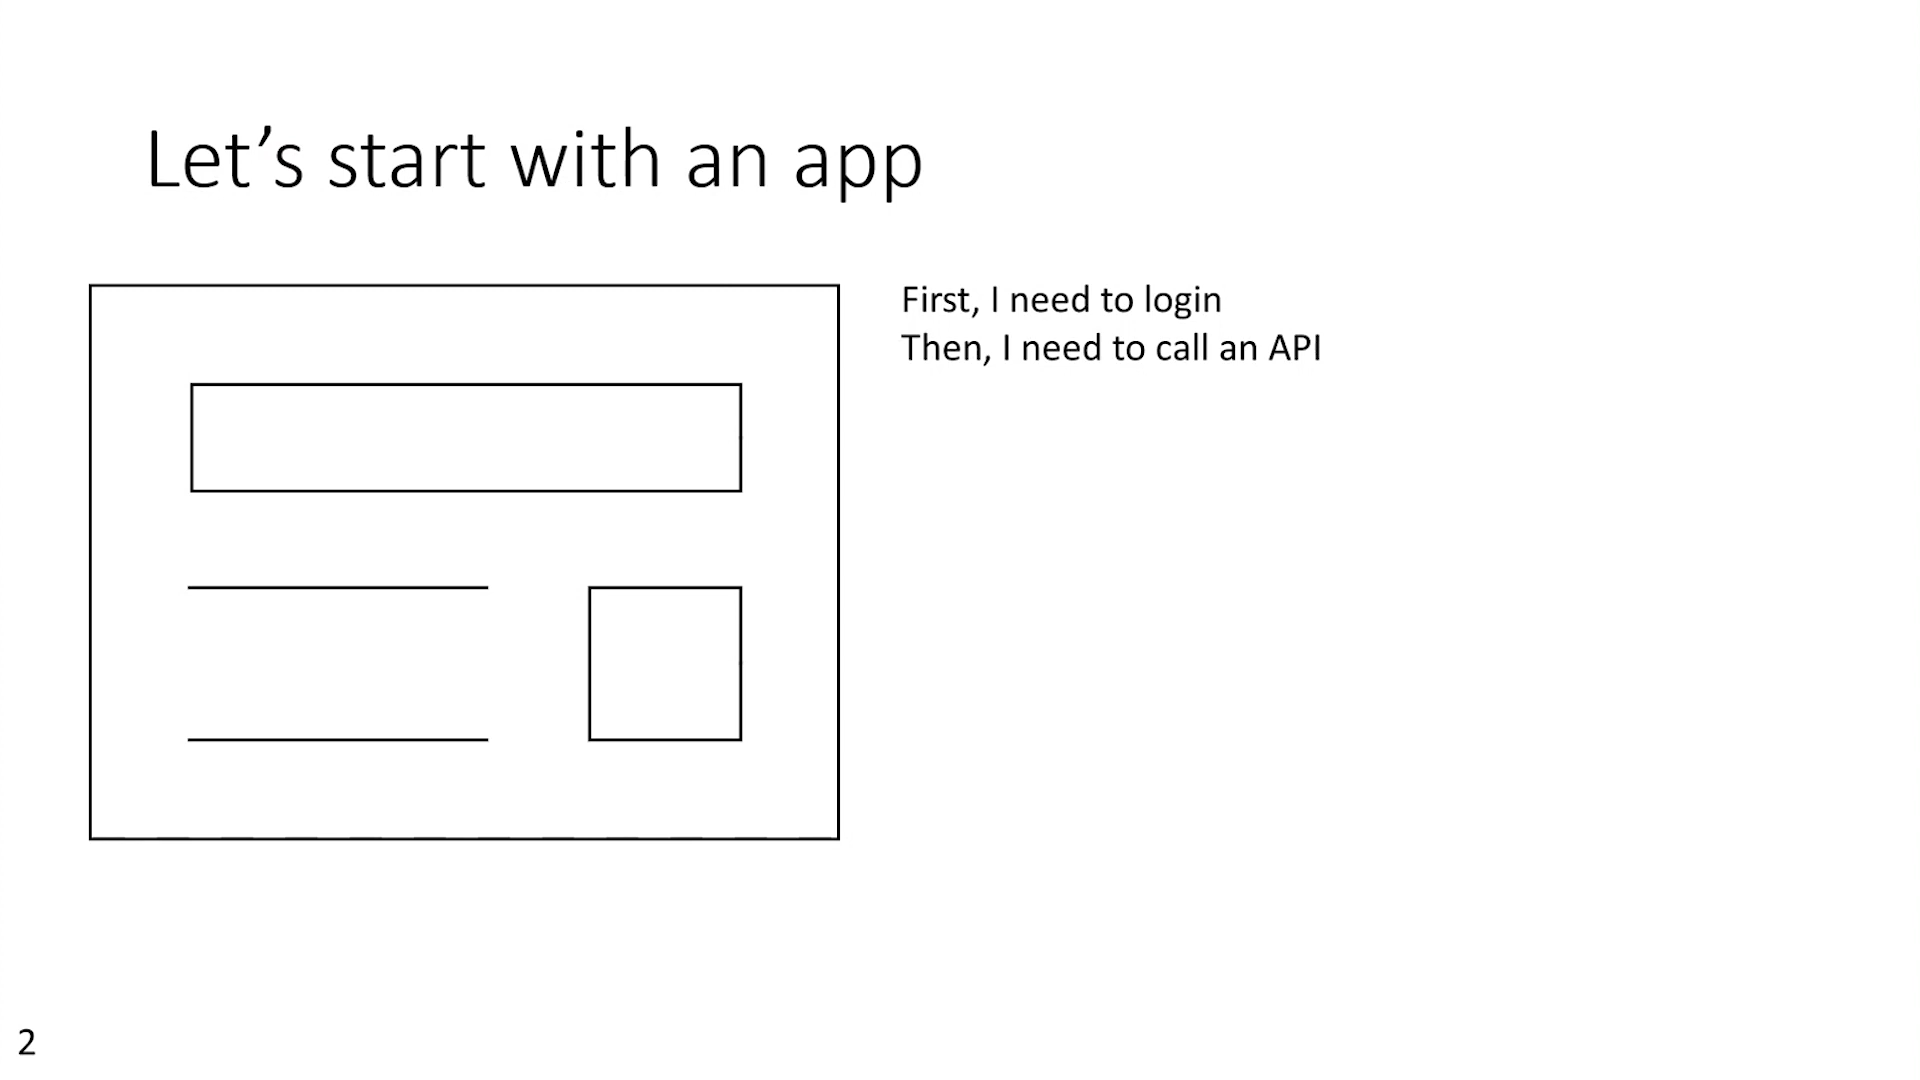 Let’s start with an app
First, I need to login
Then, I need to call an API
2